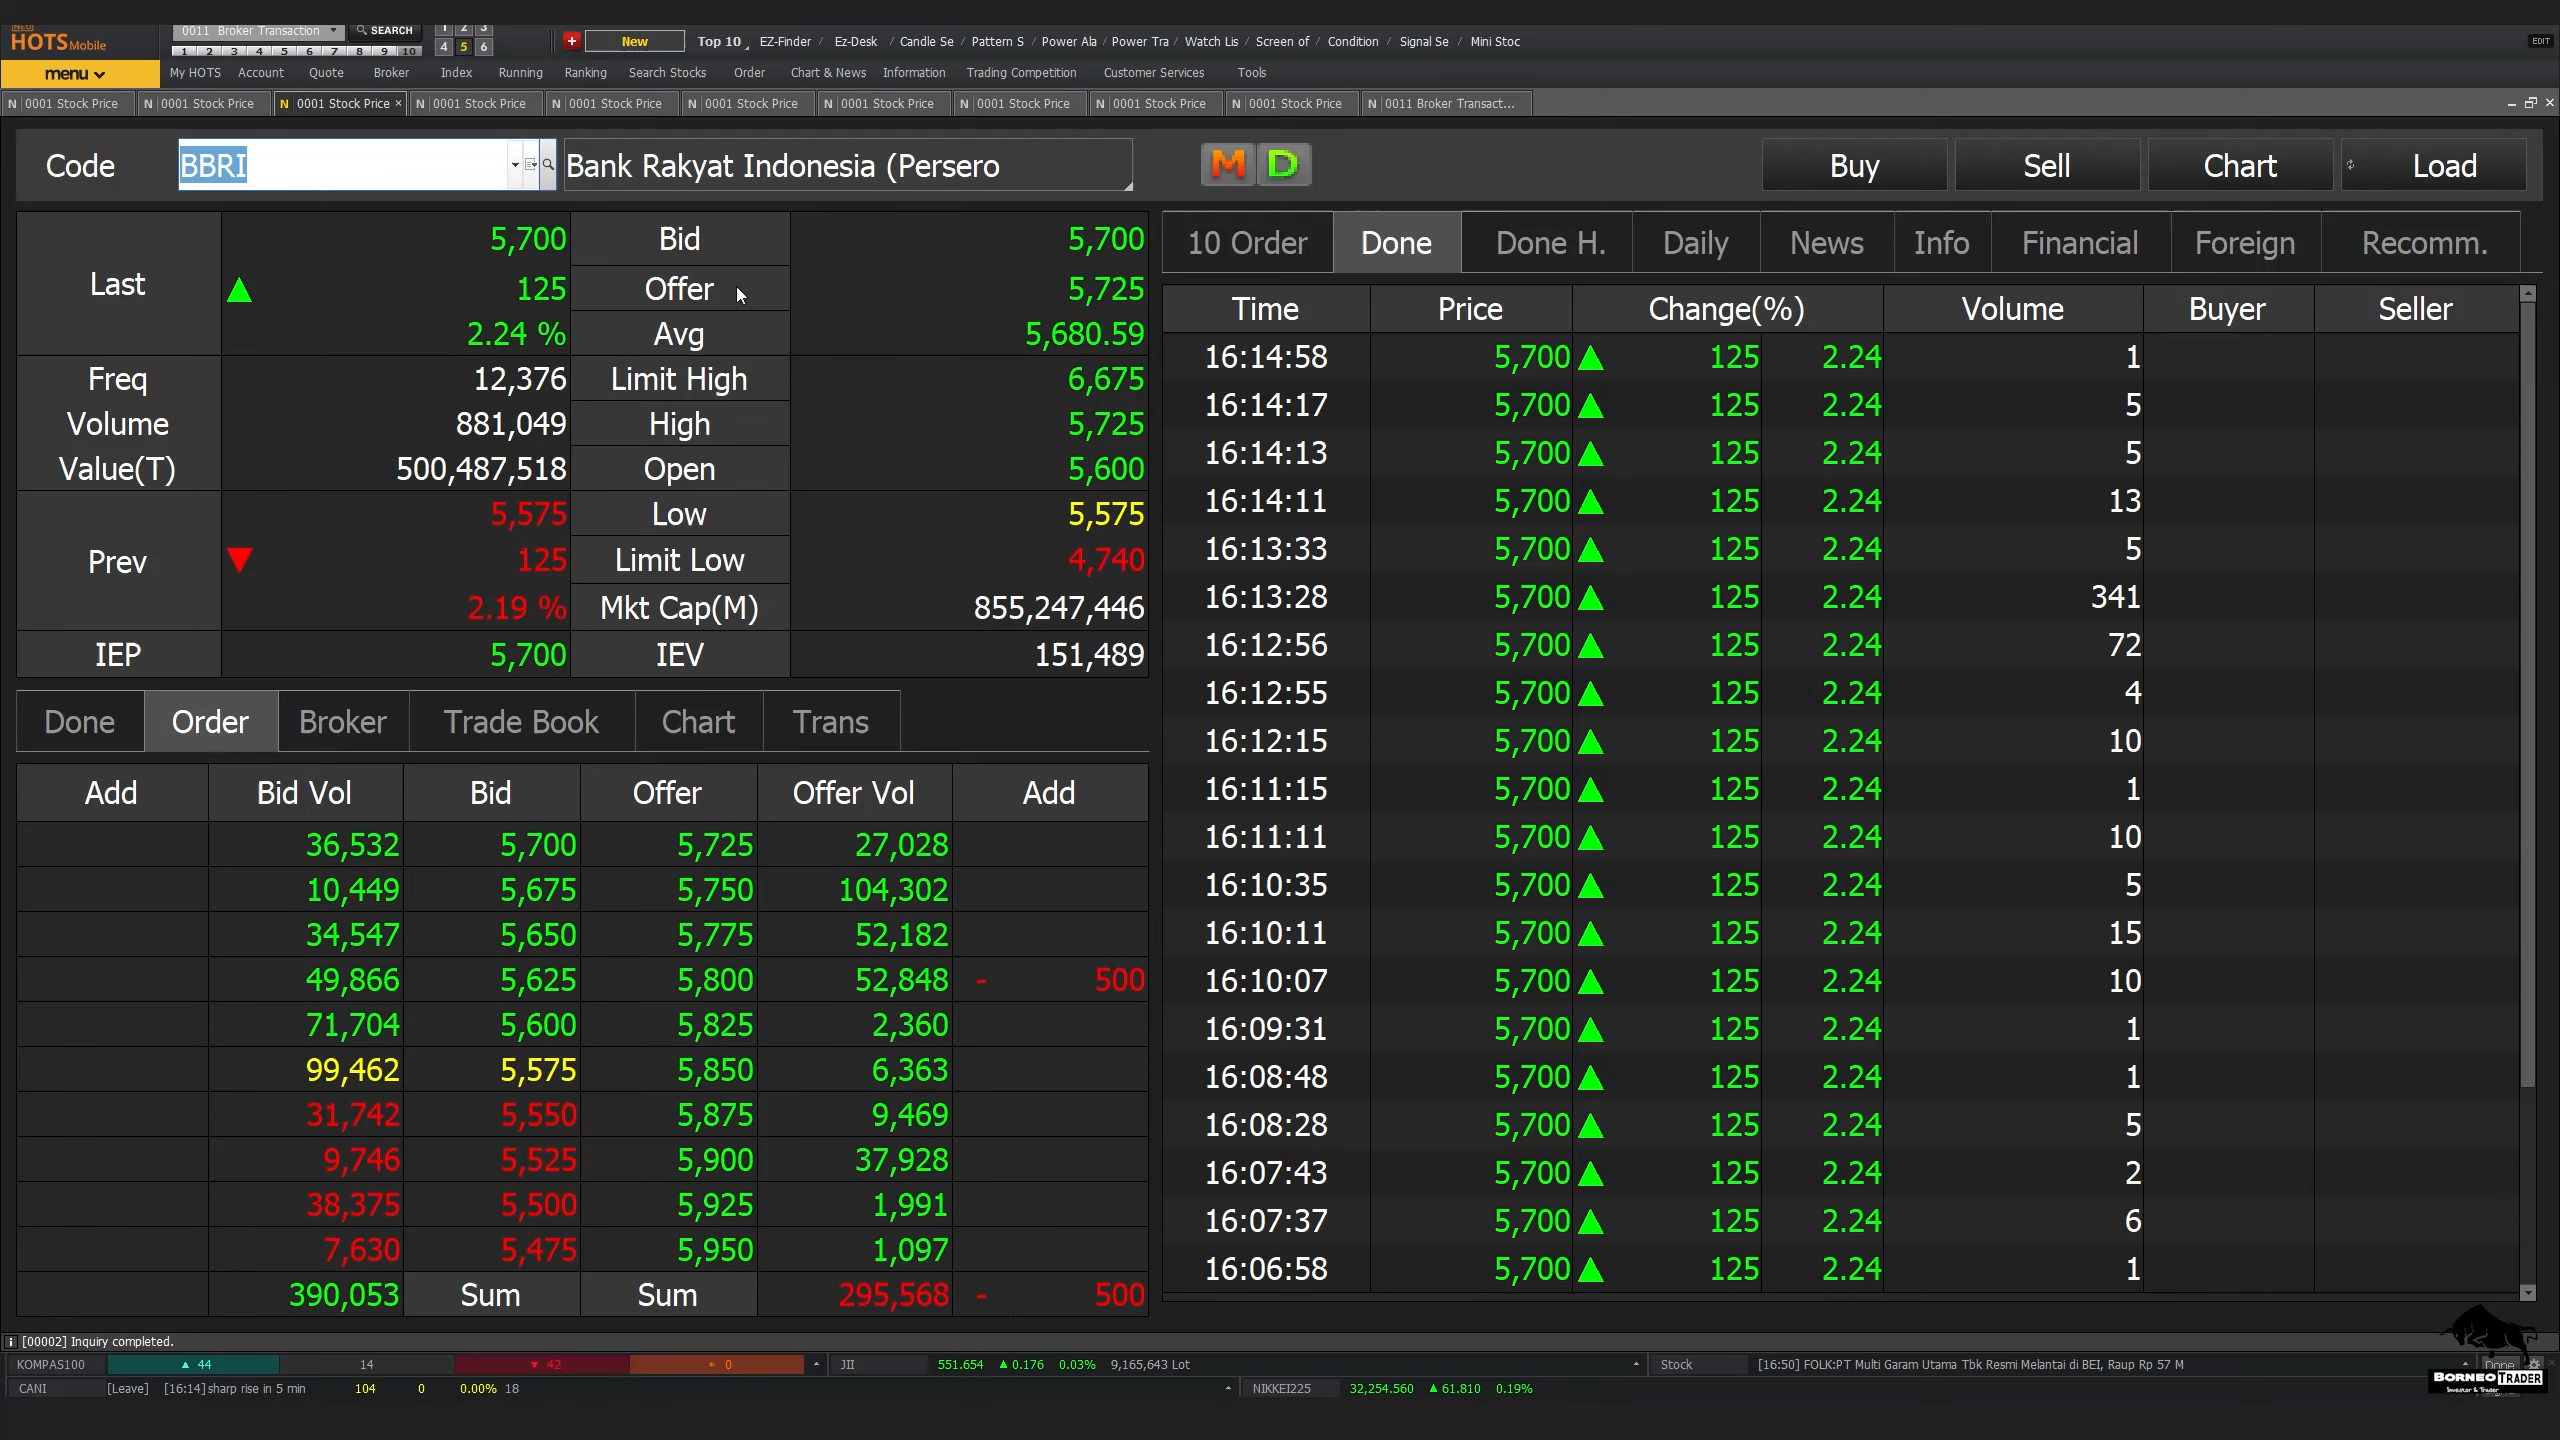 NEO
HOTS Mobile
0011 Broker Transaction SEARCH 1 2 3
1 2 3 4 5 6 7 8 9 10 4 5 6
New Top 10 EZ-Finder / Ez-Desk / Candle Se / Pattern S / Power Ala / Power Tra / Watch Lis / Screen of / Condition / Signal Se / Mini Stoc EDIT
menu My HOTS Account Quote Broker Index Running Ranking Search Stocks Order Chart & News Information Trading Competition Customer Services Tools
N 0001 Stock Price N 0001 Stock Price N 0001 Stock Price × N 0001 Stock Price N 0001 Stock Price N 0001 Stock Price N 0001 Stock Price N 0001 Stock Price N 0001 Stock Price N 0001 Stock Price N 0011 Broker Transact...
Code BBRI Bank Rakyat Indonesia (Persero M D Buy Sell Chart Load
Last 5,700 Bid 5,700
▲ 125 Offer 5,725
2.24 % Avg 5,680.59
Freq 12,376 Limit High 6,675
Volume 881,049 High 5,725
Value(T) 500,487,518 Open 5,600
Prev 5,575 Low 5,575
▼ 125 Limit Low 4,740
2.19 % Mkt Cap(M) 855,247,446
IEP 5,700 IEV 151,489
Done Order Broker Trade Book Chart Trans
Add Bid Vol Bid Offer Offer Vol Add
36,532 5,700 5,725 27,028
10,449 5,675 5,750 104,302
34,547 5,650 5,775 52,182
49,866 5,625 5,800 52,848 - 500
71,704 5,600 5,825 2,360
99,462 5,575 5,850 6,363
31,742 5,550 5,875 9,469
9,746 5,525 5,900 37,928
38,375 5,500 5,925 1,991
7,630 5,475 5,950 1,097
390,053 Sum Sum 295,568 - 500
10 Order Done Done H. Daily News Info Financial Foreign Recomm.
Time Price Change(%) Volume Buyer Seller
16:14:58 5,700 ▲ 125 2.24 1
16:14:17 5,700 ▲ 125 2.24 5
16:14:13 5,700 ▲ 125 2.24 5
16:14:11 5,700 ▲ 125 2.24 13
16:13:33 5,700 ▲ 125 2.24 5
16:13:28 5,700 ▲ 125 2.24 341
16:12:56 5,700 ▲ 125 2.24 72
16:12:55 5,700 ▲ 125 2.24 4
16:12:15 5,700 ▲ 125 2.24 10
16:11:15 5,700 ▲ 125 2.24 1
16:11:11 5,700 ▲ 125 2.24 10
16:10:35 5,700 ▲ 125 2.24 5
16:10:11 5,700 ▲ 125 2.24 15
16:10:07 5,700 ▲ 125 2.24 10
16:09:31 5,700 ▲ 125 2.24 1
16:08:48 5,700 ▲ 125 2.24 1
16:08:28 5,700 ▲ 125 2.24 5
16:07:43 5,700 ▲ 125 2.24 2
16:07:37 5,700 ▲ 125 2.24 6
16:06:58 5,700 ▲ 125 2.24 1
[00002] Inquiry completed.
KOMPAS100 ▲ 44 14 ▼ 42 * 0 JII 551.654 ▲ 0.176 0.03% 9,165,643 Lot Stock [16:50] FOLK:PT Multi Garam Utama Tbk Resmi Melantai di BEI, Raup Rp 57 M Done
CANI [Leave] [16:14] sharp rise in 5 min 104 0 0.00% 18 NIKKEI225 32,254.560 ▲ 61.810 0.19%
BORNEO TRADER
Investor & Trader